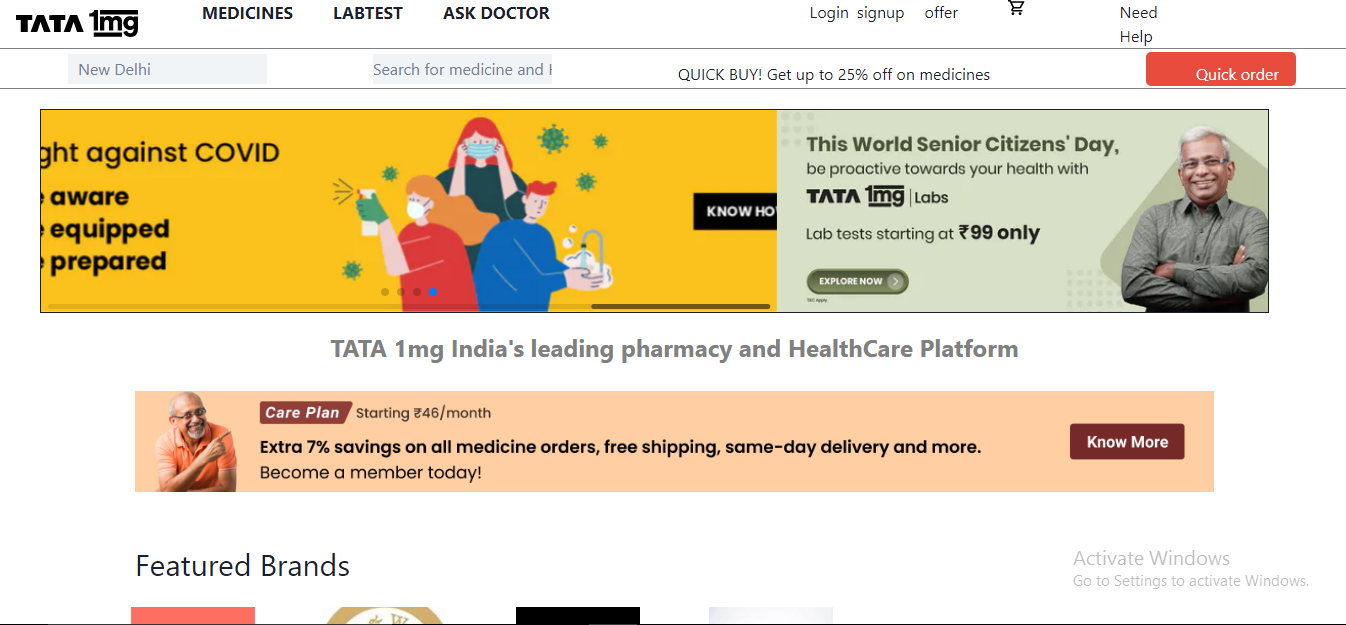 TATA 1mg
MEDICINES LABTEST ASK DOCTOR Login signup offer Need
Help
New Delhi
Search for medicine and
QUICK BUY! Get up to 25% off on medicines
Quick order
ght against COVID
aware
equipped
prepared
KNOW HO
This World Senior Citizens' Day,
be proactive towards your health with
TATA 1mg Labs
Lab tests starting at ₹99 only
EXPLORE NOW
TATA 1mg India's leading pharmacy and HealthCare Platform
Care Plan Starting ₹46/month
Extra 7% savings on all medicine orders, free shipping, same-day delivery and more.
Become a member today!
Know More
Featured Brands
Activate Windows
Go to Settings to activate Windows.